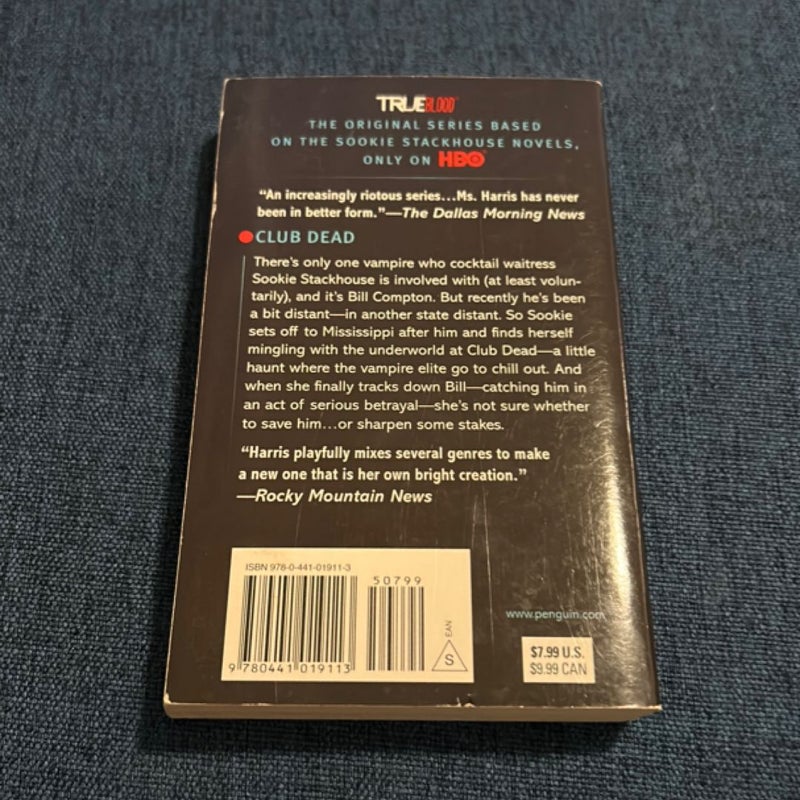 TRUEBLOOD
THE ORIGINAL SERIES BASED
ON THE SOOKIE STACKHOUSE NOVELS,
ONLY ON HBO
“An increasingly riotous series...Ms. Harris has never
been in better form.”—The Dallas Morning News
CLUB DEAD
There's only one vampire who cocktail waitress
Sookie Stackhouse is involved with (at least volun-
tarily), and it's Bill Compton. But recently he's been
a bit distant—in another state distant. So Sookie
sets off to Mississippi after him and finds herself
mingling with the underworld at Club Dead—a little
haunt where the vampire elite go to chill out. And
when she finally tracks down Bill—catching him in
an act of serious betrayal—she's not sure whether
to save him...or sharpen some stakes.
“Harris playfully mixes several genres to make
a new one that is her own bright creation.”
—Rocky Mountain News
ISBN 978-0-441-01911-3
50799
9 780441 019113
EAN
S
www.penguin.com
$7.99 U.S.
$9.99 CAN